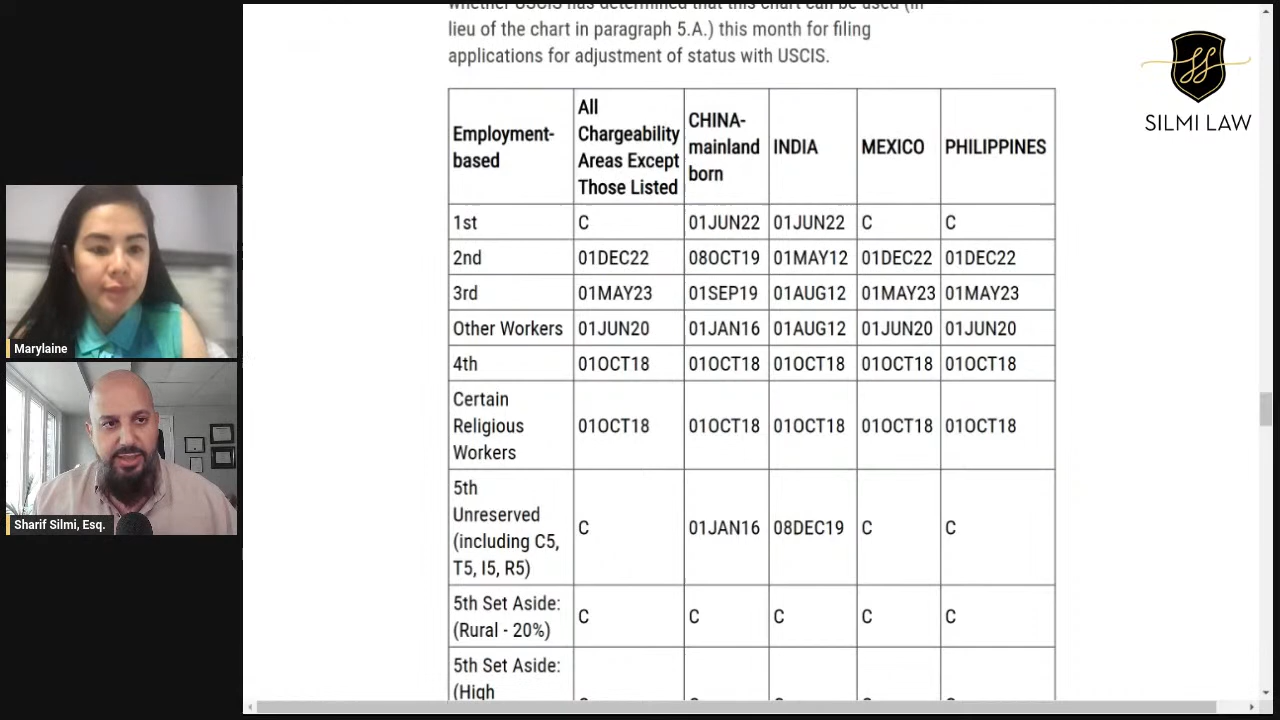 whether USCIS has determined that this chart can be used (in
lieu of the chart in paragraph 5.A.) this month for filing
applications for adjustment of status with USCIS.
SILMI LAW
Employment-based All Chargeability Areas Except Those Listed CHINA-mainland born INDIA MEXICO PHILIPPINES
1st C 01JUN22 01JUN22 C C
2nd 01DEC22 08OCT19 01MAY12 01DEC22 01DEC22
3rd 01MAY23 01SEP19 01AUG12 01MAY23 01MAY23
Other Workers 01JUN20 01JAN16 01AUG12 01JUN20 01JUN20
4th 01OCT18 01OCT18 01OCT18 01OCT18 01OCT18
Certain Religious Workers 01OCT18 01OCT18 01OCT18 01OCT18 01OCT18
5th Unreserved (including C5, T5, I5, R5) C 01JAN16 08DEC19 C C
5th Set Aside: (Rural - 20%) C C C C C
5th Set Aside: (High
Marylaine
Sharif Silmi, Esq.